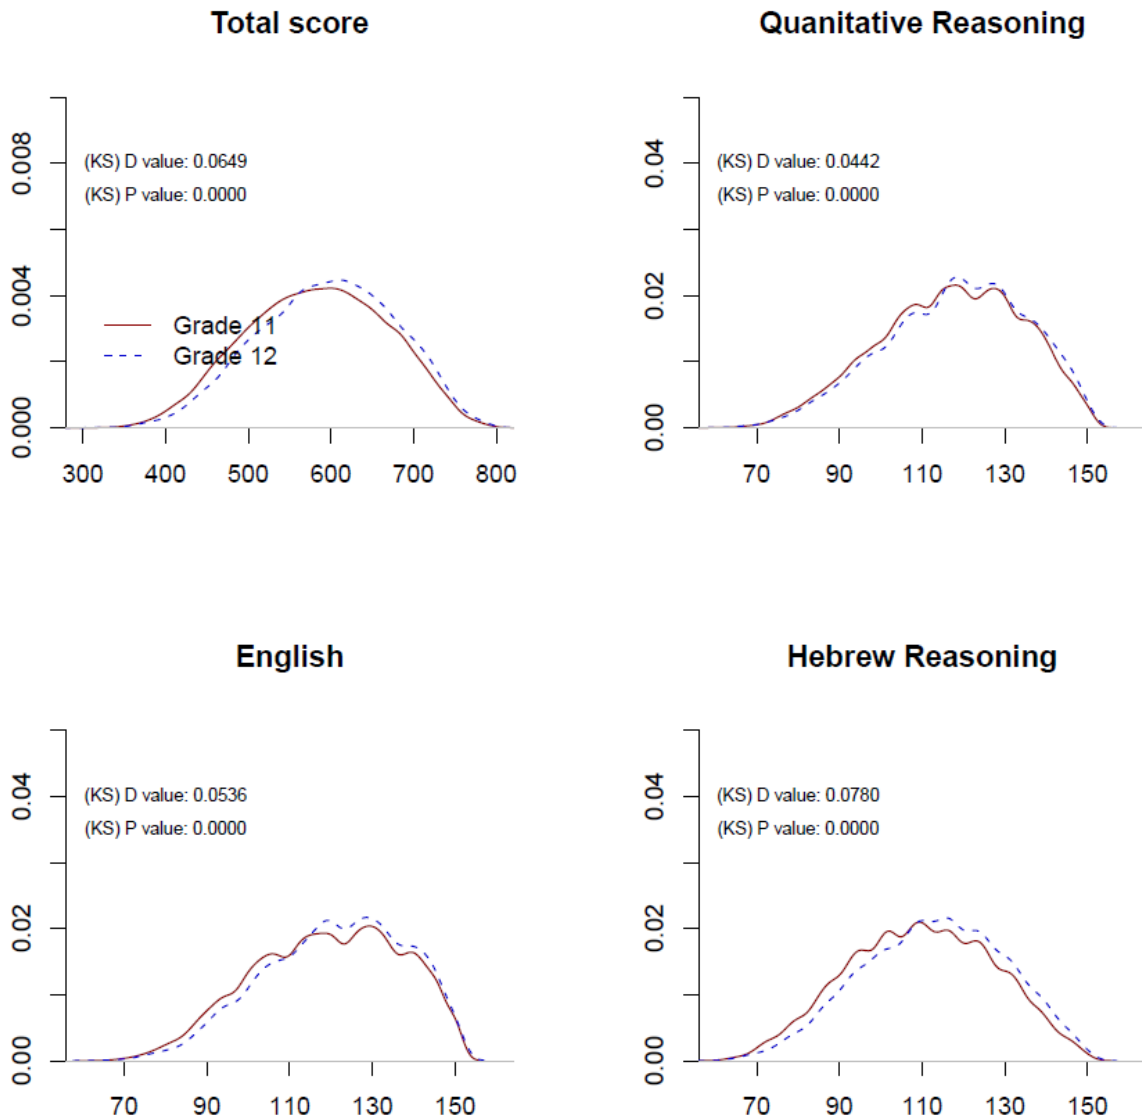 Total score
0.008
0.004
0.000
(KS) D value: 0.0649
(KS) P value: 0.0000
Grade 11
Grade 12
300 400 500 600 700 800
Quanitative Reasoning
0.04
0.02
0.00
(KS) D value: 0.0442
(KS) P value: 0.0000
70 90 110 130 150
English
0.04
0.02
0.00
(KS) D value: 0.0536
(KS) P value: 0.0000
70 90 110 130 150
Hebrew Reasoning
0.04
0.02
0.00
(KS) D value: 0.0780
(KS) P value: 0.0000
70 90 110 130 150